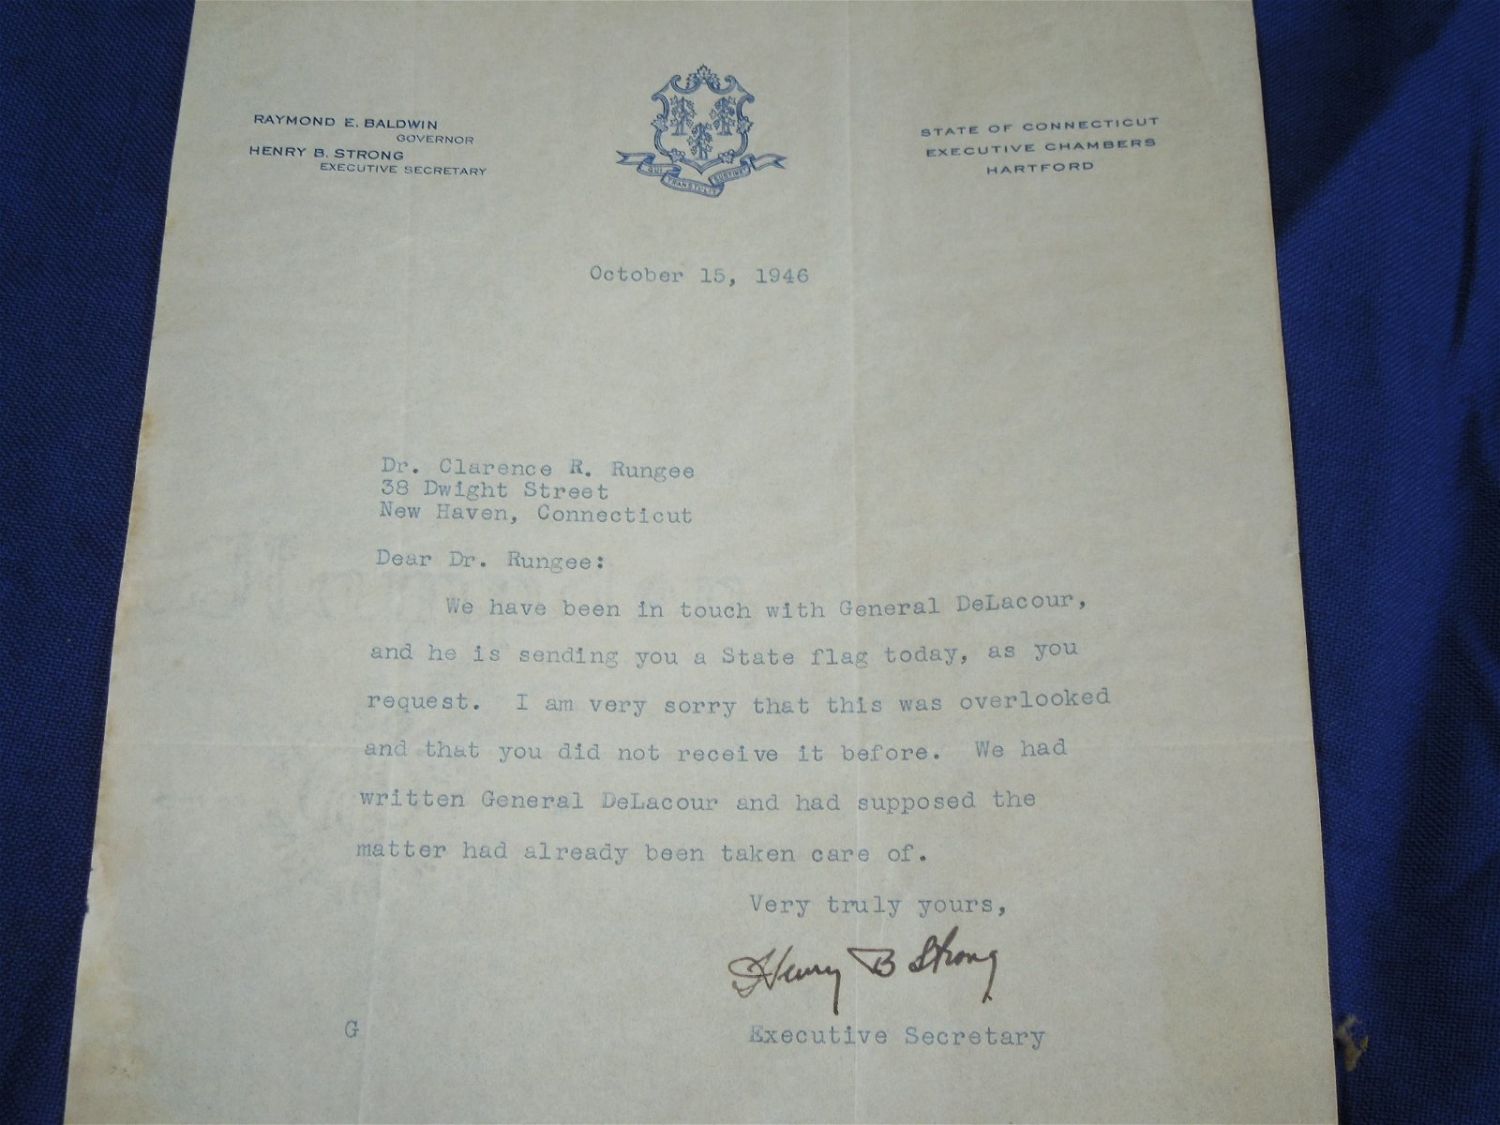 RAYMOND E. BALDWIN
GOVERNOR
HENRY B. STRONG
EXECUTIVE SECRETARY
QUI TRANSTULIT SUSTINET
STATE OF CONNECTICUT
EXECUTIVE CHAMBERS
HARTFORD
October 15, 1946
Dr. Clarence R. Rungee
38 Dwight Street
New Haven, Connecticut
Dear Dr. Rungee:
We have been in touch with General DeLacour,
and he is sending you a State flag today, as you
request. I am very sorry that this was overlooked
and that you did not receive it before. We had
written General DeLacour and had supposed the
matter had already been taken care of.
Very truly yours,
Henry B Strong
Executive Secretary
G